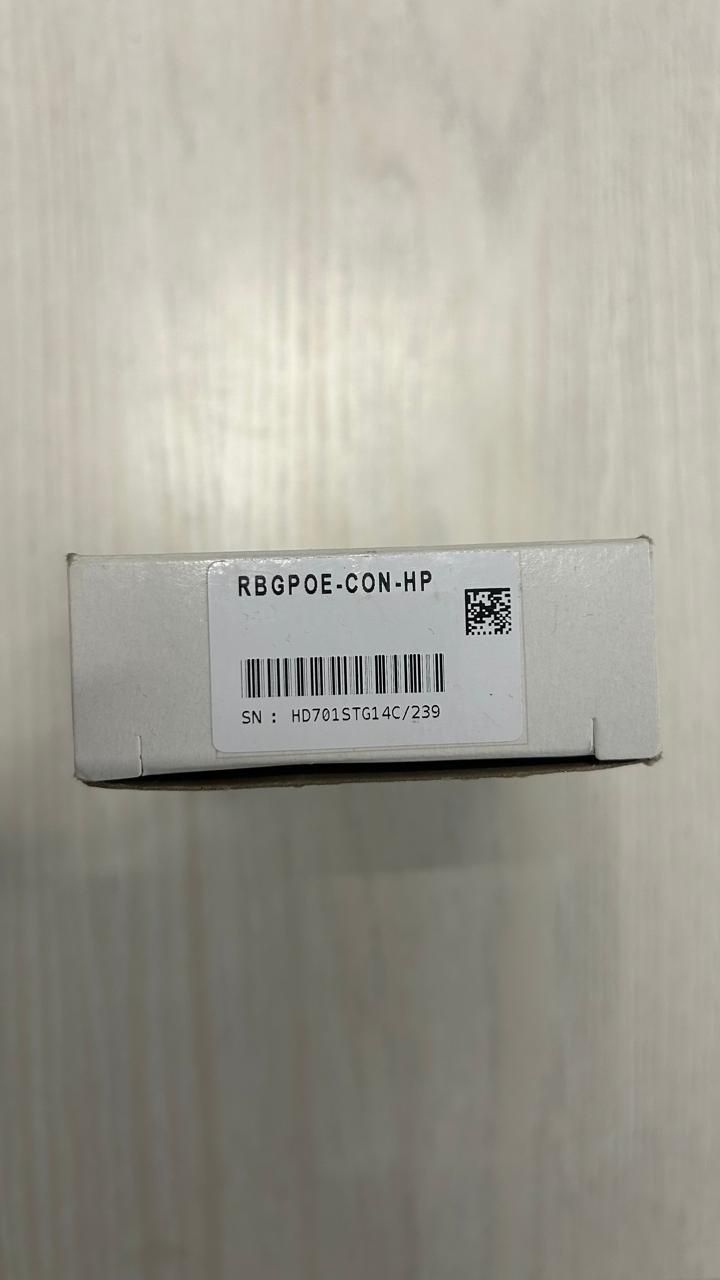 RBGPOE-CON-HP
SN : HD701STG14C/239